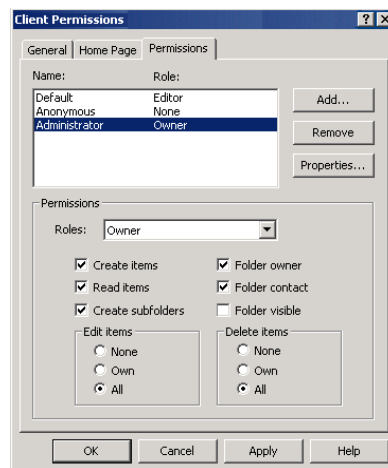 Client Permissions
General Home Page Permissions
Name: Role:
Default Editor
Anonymous None
Administrator Owner
Add...
Remove
Properties...
Permissions
Roles: Owner
Create items Folder owner
Read items Folder contact
Create subfolders Folder visible
Edit items Delete items
None None
Own Own
All All
OK Cancel Apply Help